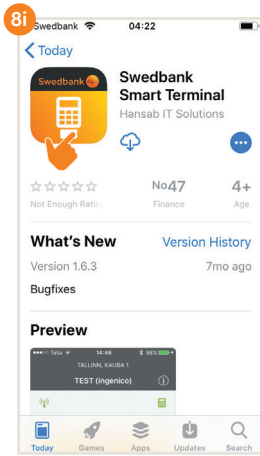 8i
Swedbank 04:22
Today
Swedbank
Swedbank
Smart Terminal
Hansab IT Solutions
No47
4+
Not Enough Ratin
Finance
Age
What's New
Version History
Version 1.6.3
7mo ago
Bugfixes
Preview
Telia 14:46 98%
TALLINN, KAUBA 1
TEST (ingenico)
Today
Games
Apps
Updates
Search